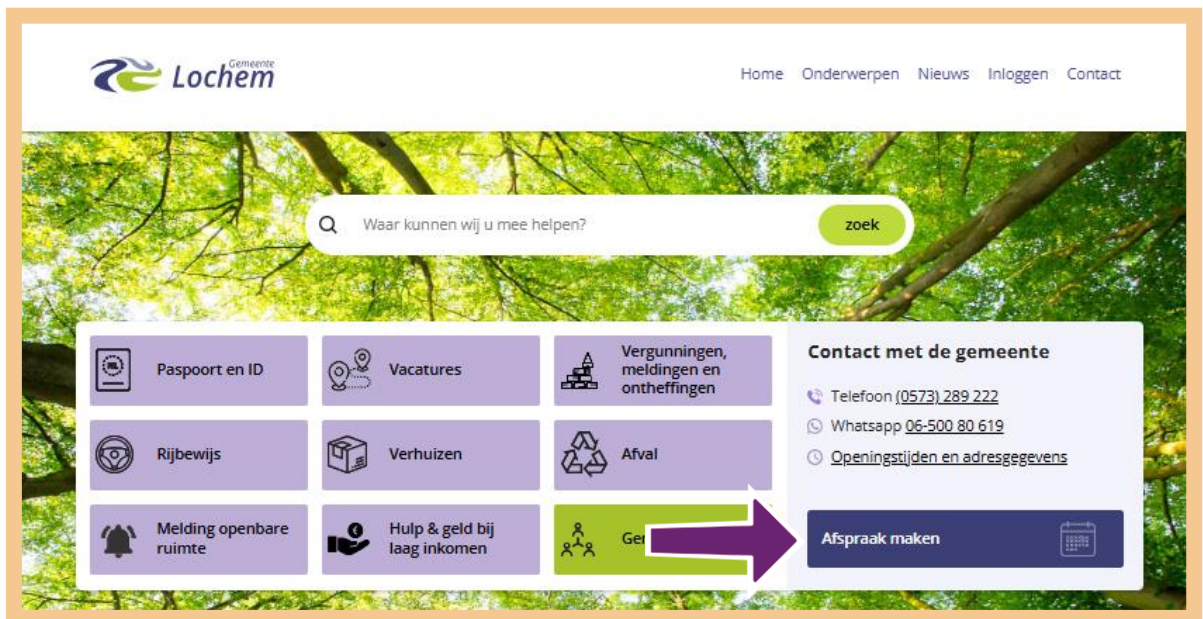 Gemeente
Lochem
Home Onderwerpen Nieuws Inloggen Contact
Waar kunnen wij u mee helpen?
zoek
Paspoort en ID
Vacatures
Vergunningen,
meldingen en
ontheffingen
Rijbewijs
Verhuizen
Afval
Melding openbare
ruimte
Hulp & geld bij
laag inkomen
Contact met de gemeente
Telefoon (0573) 289 222
Whatsapp 06-500 80 619
Openingstijden en adresgegevens
Afspraak maken